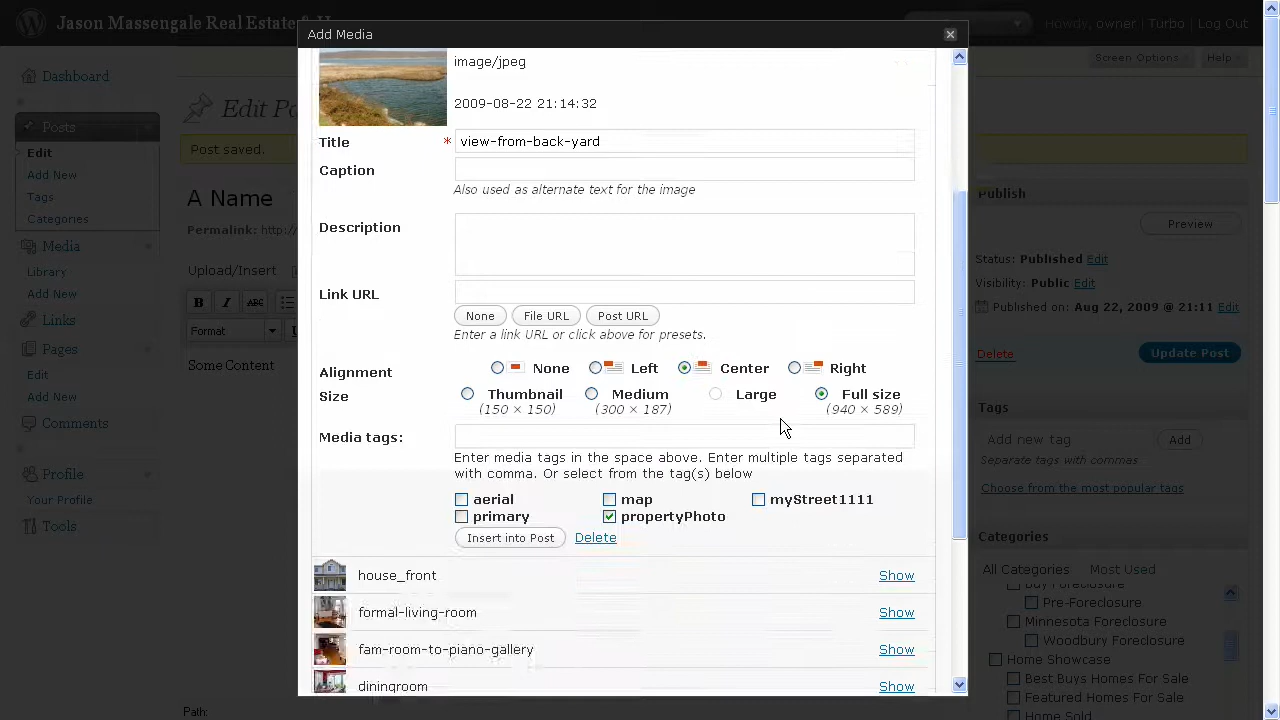 Jason Massengale Real Estate &
Howdy, owner | Turbo | Log Out
Add Media
Screen Options
Help
Dashboard
Edit Po
Posts
Edit
Add New
Tags
Categories
Post saved.
A Name
Permalink: http:/
Media
Library
Add New
Upload/Insert
B I ABC
Links
Format
Pages
Edit
Add New
Some Content
Comments
Profile
Your Profile
Tools
Path:
image/jpeg
2009-08-22 21:14:32
Title * view-from-back-yard
Caption
Also used as alternate text for the image
Description
Link URL
None File URL Post URL
Enter a link URL or click above for presets.
Alignment None Left Center Right
Size Thumbnail Medium Large Full size
(150 × 150) (300 × 187) (940 × 589)
Media tags:
Enter media tags in the space above. Enter multiple tags separated
with comma. Or select from the tag(s) below
aerial map myStreet1111
primary propertyPhoto
Insert into Post Delete
house_front Show
formal-living-room Show
fam-room-to-piano-gallery Show
diningroom Show
Publish
Preview
Status: Published Edit
Visibility: Public Edit
Published on: Aug 22, 2009 @ 21:11 Edit
Delete Update Post
Tags
Add new tag Add
Separate tags with commas
Choose from the most popular tags
Categories
All Categories Most Used
Foreclosure
Pre-Foreclosure
Minnesota Foreclosure
Woodbury Foreclosure
Home Showcase
Best Buys Homes For Sale
Featured Homes For Sale
Home Sold